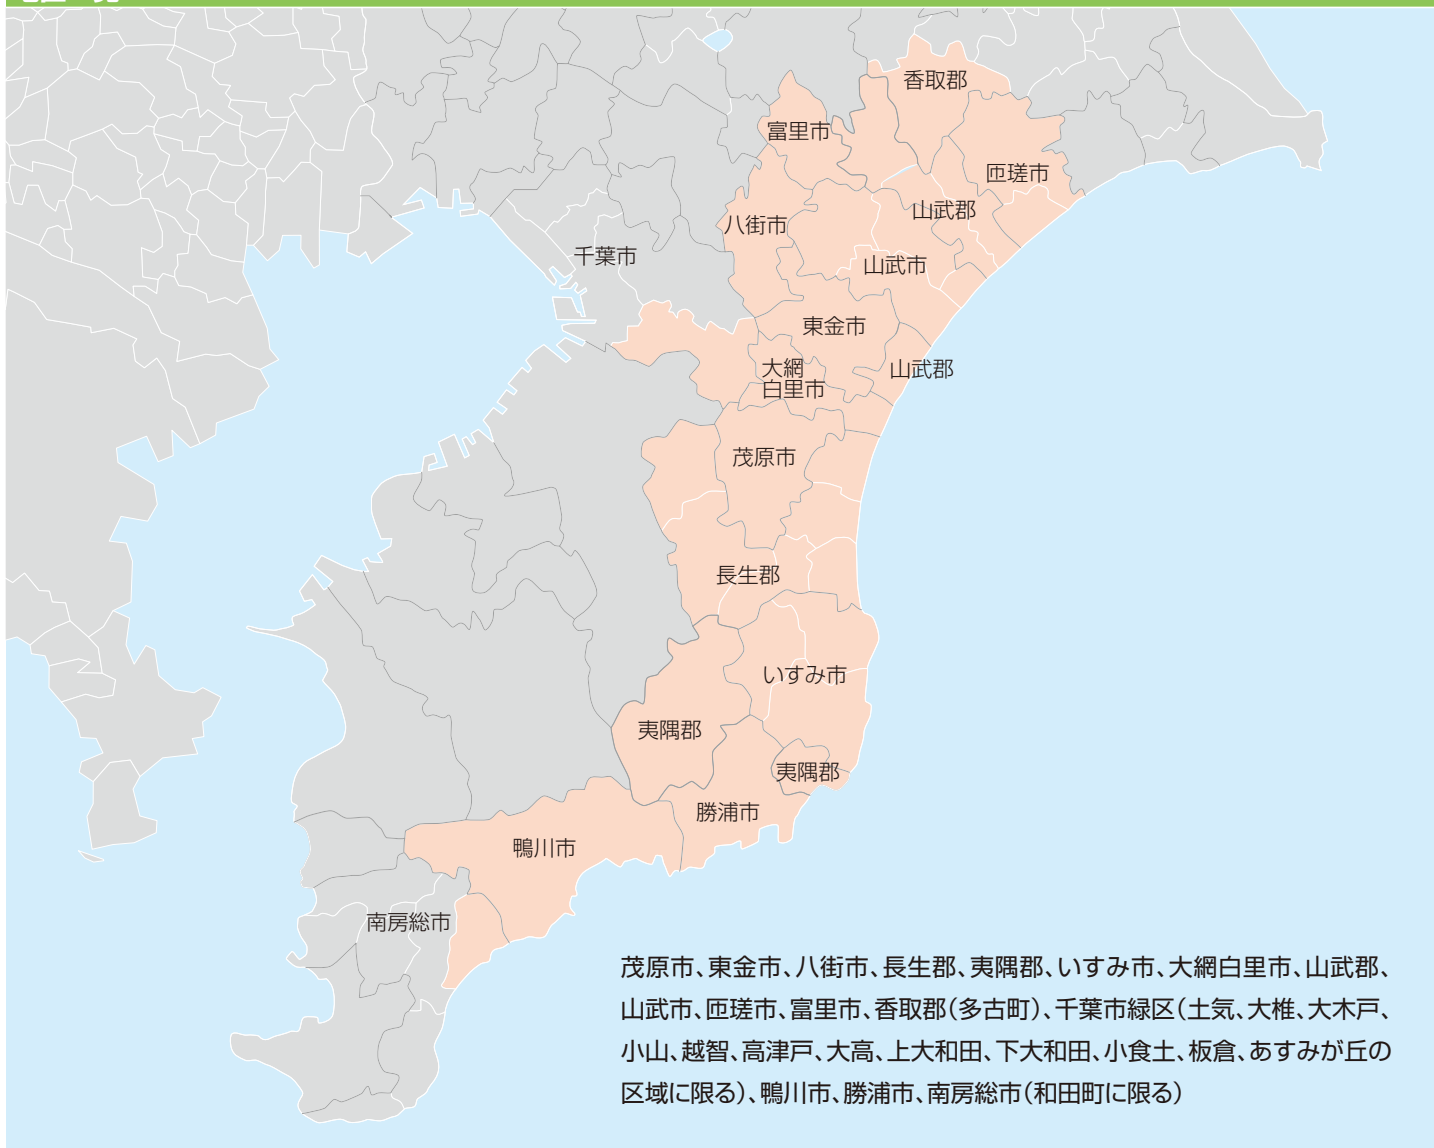 香取郡
富里市
匝瑳市
山武郡
八街市
千葉市
山武市
東金市
大網
白里市
山武郡
茂原市
長生郡
いすみ市
夷隅郡
夷隅郡
勝浦市
鴨川市
南房総市
茂原市、東金市、八街市、長生郡、夷隅郡、いすみ市、大網白里市、山武郡、
山武市、匝瑳市、富里市、香取郡（多古町）、千葉市緑区（土気、大椎、大木戸、
小山、越智、高津戸、大高、上大和田、下大和田、小食土、板倉、あすみが丘の
区域に限る）、鴨川市、勝浦市、南房総市（和田町に限る）